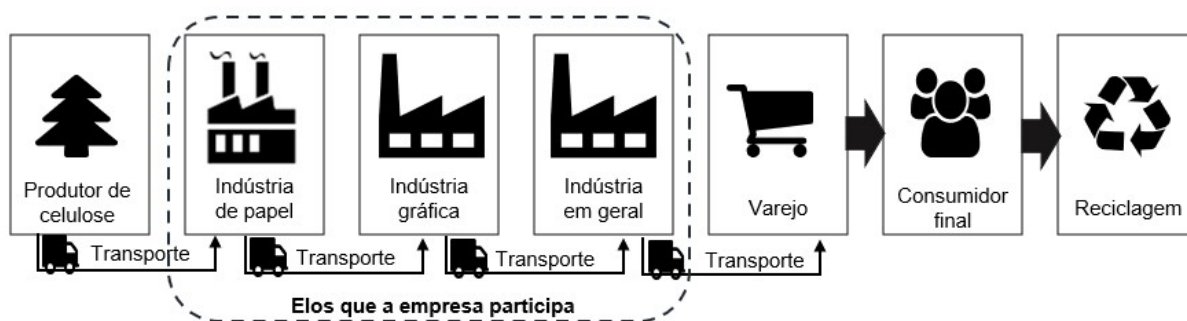 Produtor de
celulose
Indústria
de papel
Indústria
gráfica
Indústria
em geral
Varejo
Consumidor
final
Reciclagem
Transporte
Transporte
Transporte
Transporte
Elos que a empresa participa